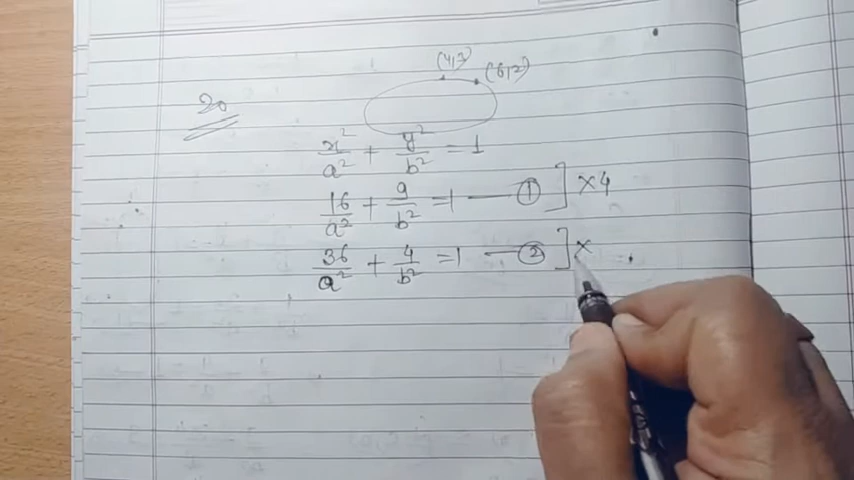 (4,3) (6,2)
20
x²/a² + y²/b² = 1
16/a² + 9/b² = 1 — ① ] ×4
36/a² + 4/b² = 1 — ② ] ×